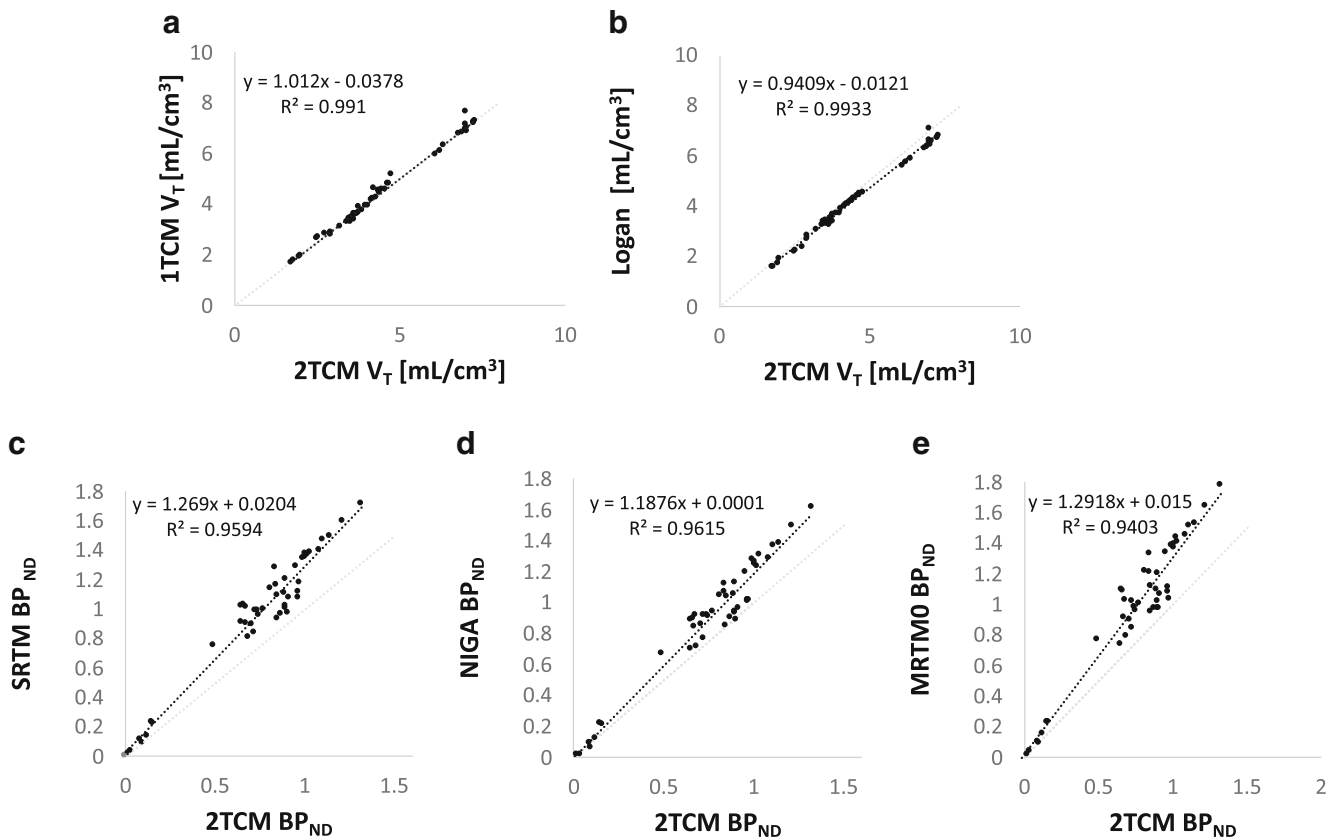 a
10
8
6
4
2
0
y = 1.012x - 0.0378
R² = 0.991
1TCM V_T [mL/cm³]
0 5 10
2TCM V_T [mL/cm³]
b
10
8
6
4
2
0
y = 0.9409x - 0.0121
R² = 0.9933
Logan [mL/cm³]
0 5 10
2TCM V_T [mL/cm³]
c
1.8
1.6
1.4
1.2
1
0.8
0.6
0.4
0.2
0
y = 1.269x + 0.0204
R² = 0.9594
SRTM BP_ND
0 0.5 1 1.5
2TCM BP_ND
d
1.8
1.6
1.4
1.2
1
0.8
0.6
0.4
0.2
0
y = 1.1876x + 0.0001
R² = 0.9615
NIGA BP_ND
0 0.5 1 1.5
2TCM BP_ND
e
1.8
1.6
1.4
1.2
1
0.8
0.6
0.4
0.2
0
y = 1.2918x + 0.015
R² = 0.9403
MRTM0 BP_ND
0 0.5 1 1.5 2
2TCM BP_ND